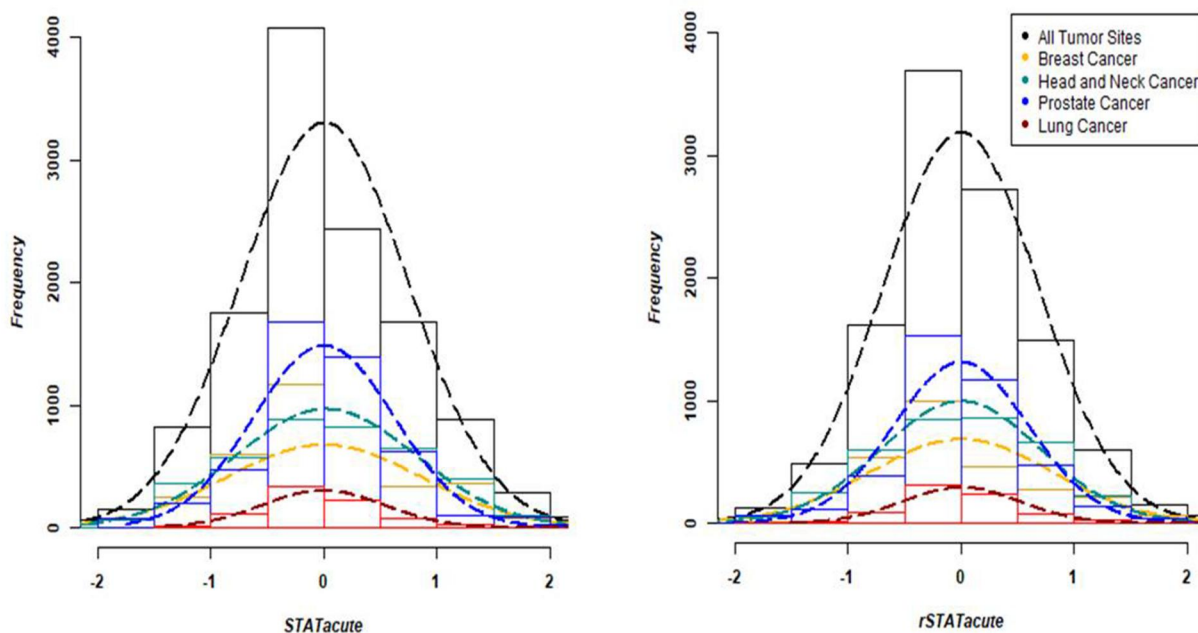 Frequency
4000
3000
2000
1000
0
-2 -1 0 1 2
STATacute
Frequency
4000
3000
2000
1000
0
-2 -1 0 1 2
rSTATacute
All Tumor Sites
Breast Cancer
Head and Neck Cancer
Prostate Cancer
Lung Cancer